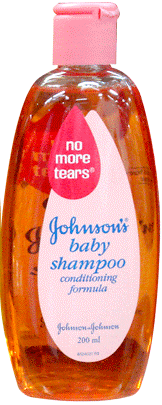 no
more
tears®
Johnson's®
baby
shampoo
conditioning
formula
Johnson & Johnson
200 ml